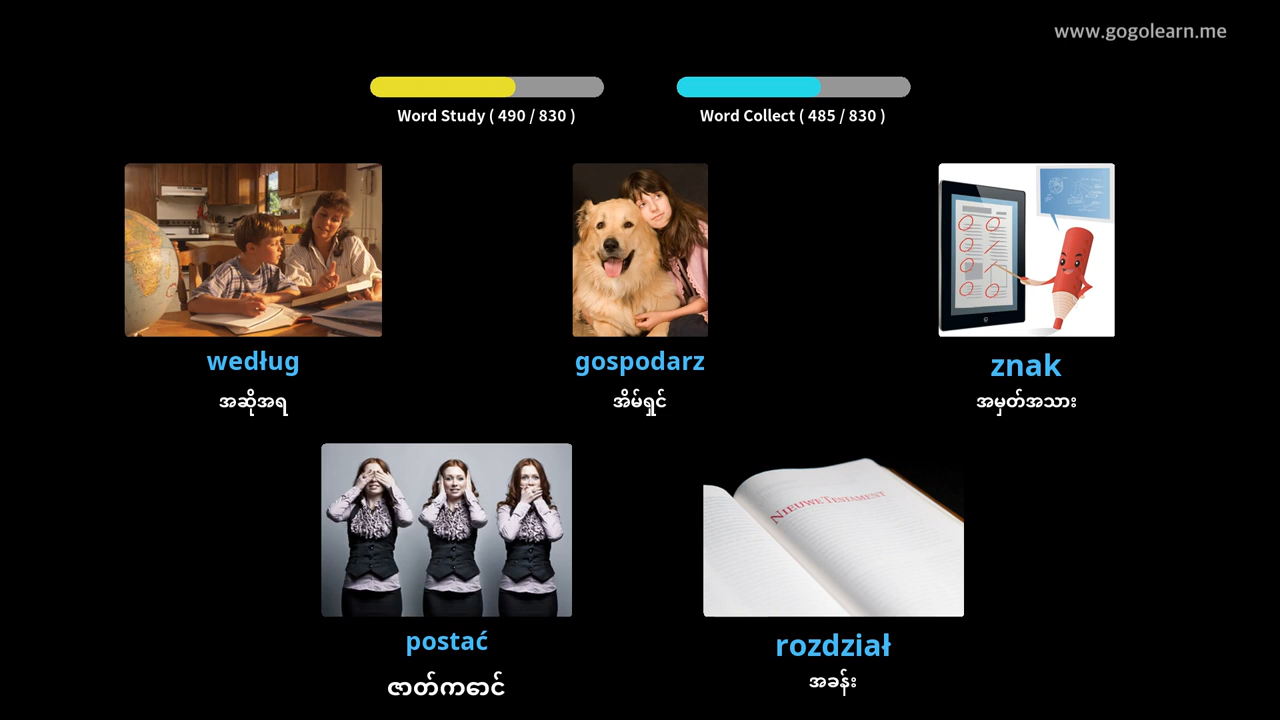 www.gogolearn.me
Word Study ( 490 / 830 )
Word Collect ( 485 / 830 )
według
gospodarz
znak
အဆိုအရ
အိမ်ရှင်
အမှတ်အသား
NIEUWE TESTAMENT
postać
rozdział
ဇာတ်ကောင်
အခန်း